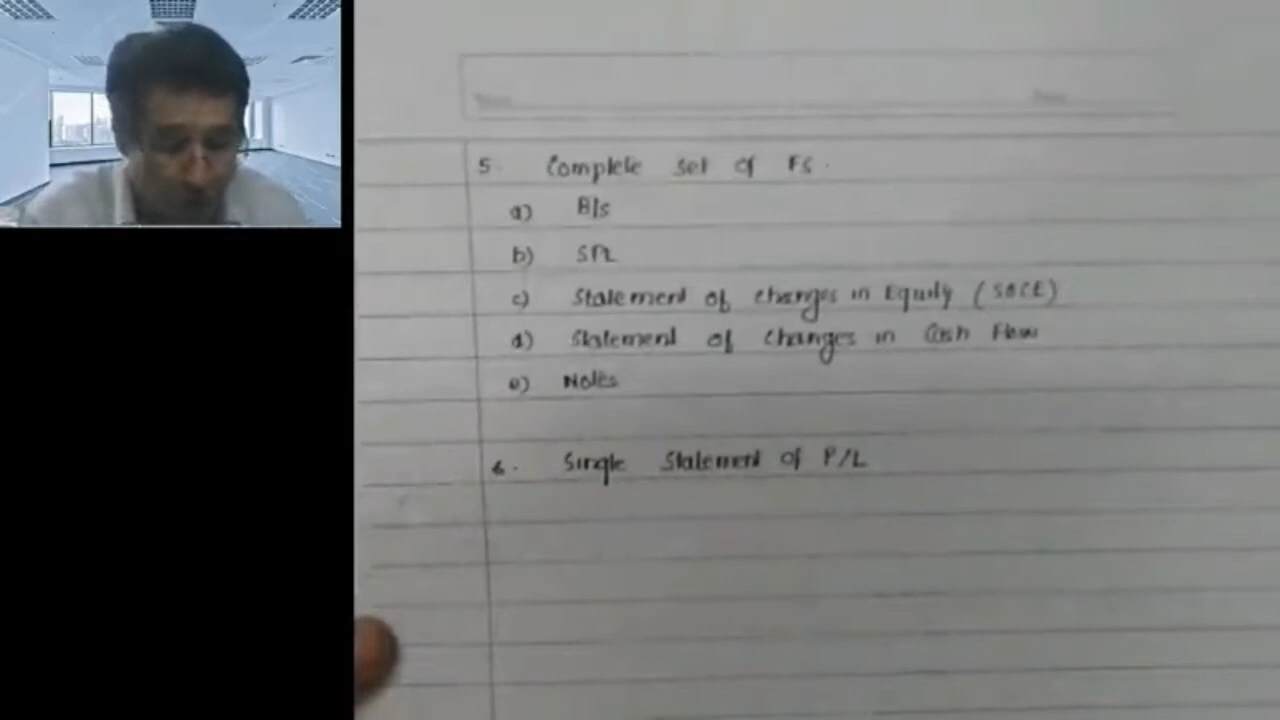 5. Complete set of FS.
a) B/s
b) SPL
c) Statement of changes in Equity (SOCE)
d) Statement of changes in Cash Flow
e) Notes
6. Single Statement of P/L